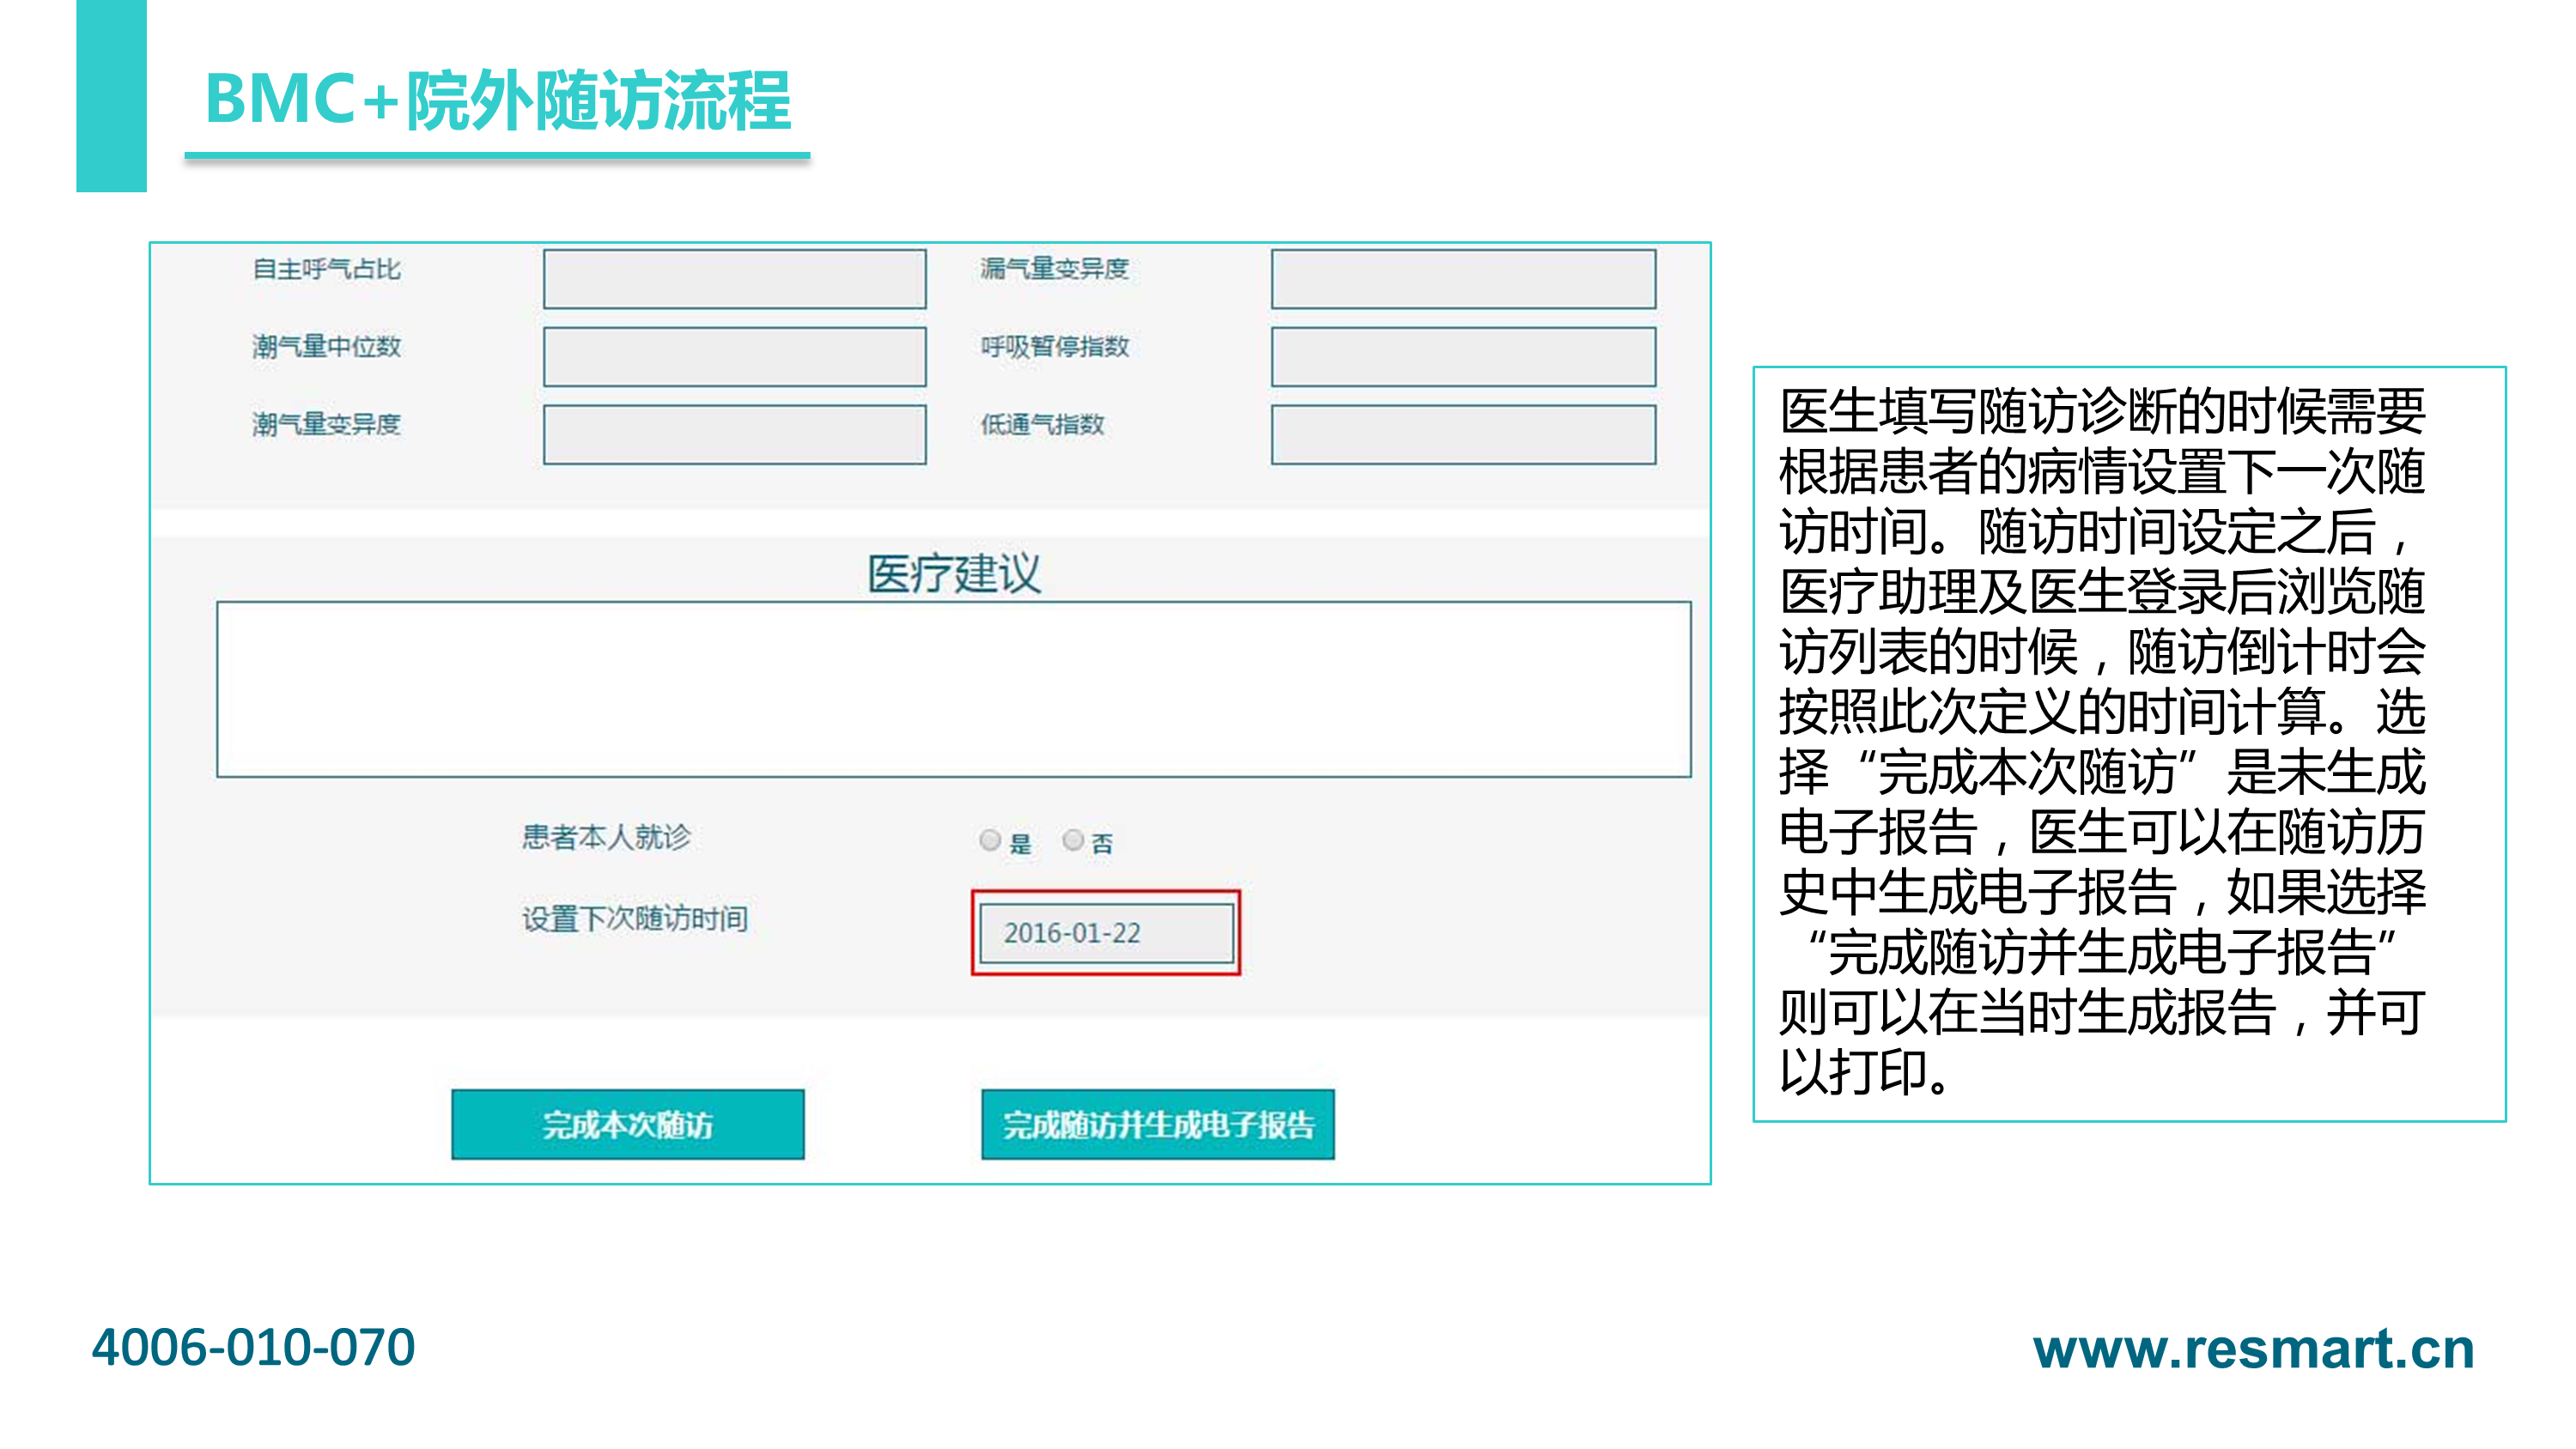 BMC+院外随访流程
自主呼气占比 漏气量变异度
潮气量中位数 呼吸暂停指数
潮气量变异度 低通气指数
医疗建议
患者本人就诊 是 否
设置下次随访时间 2016-01-22
完成本次随访 完成随访并生成电子报告
医生填写随访诊断的时候需要
根据患者的病情设置下一次随
访时间。随访时间设定之后，
医疗助理及医生登录后浏览随
访列表的时候，随访倒计时会
按照此次定义的时间计算。选
择“完成本次随访”是未生成
电子报告，医生可以在随访历
史中生成电子报告，如果选择
“完成随访并生成电子报告”
则可以在当时生成报告，并可
以打印。
4006-010-070
www.resmart.cn